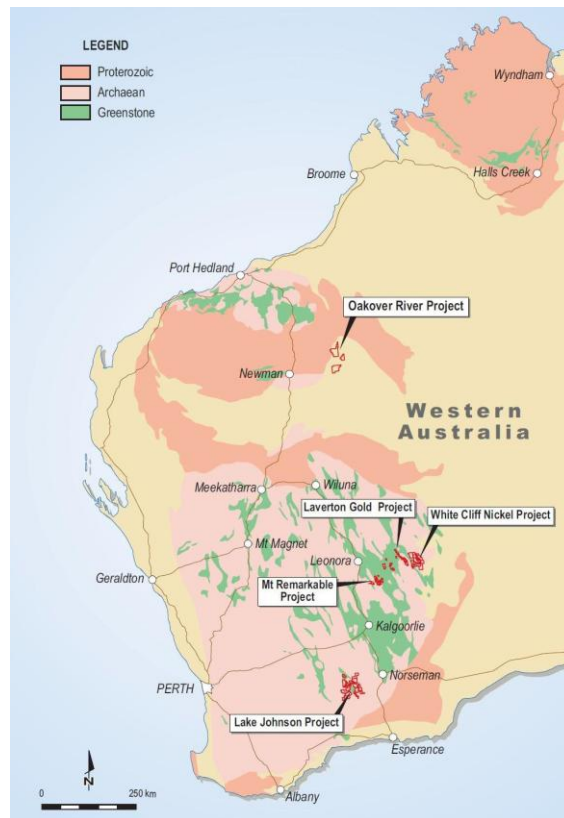 LEGEND
Proterozoic
Archaean
Greenstone
Wyndham
Broome
Halls Creek
Port Hedland
Oakover River Project
Newman
Western
Australia
Meekatharra
Wiluna
Laverton Gold Project
White Cliff Nickel Project
Mt Magnet
Leonora
Geraldton
Mt Remarkable
Project
Kalgoorlie
PERTH
Norseman
Lake Johnson Project
Esperance
N
0 250 km
Albany